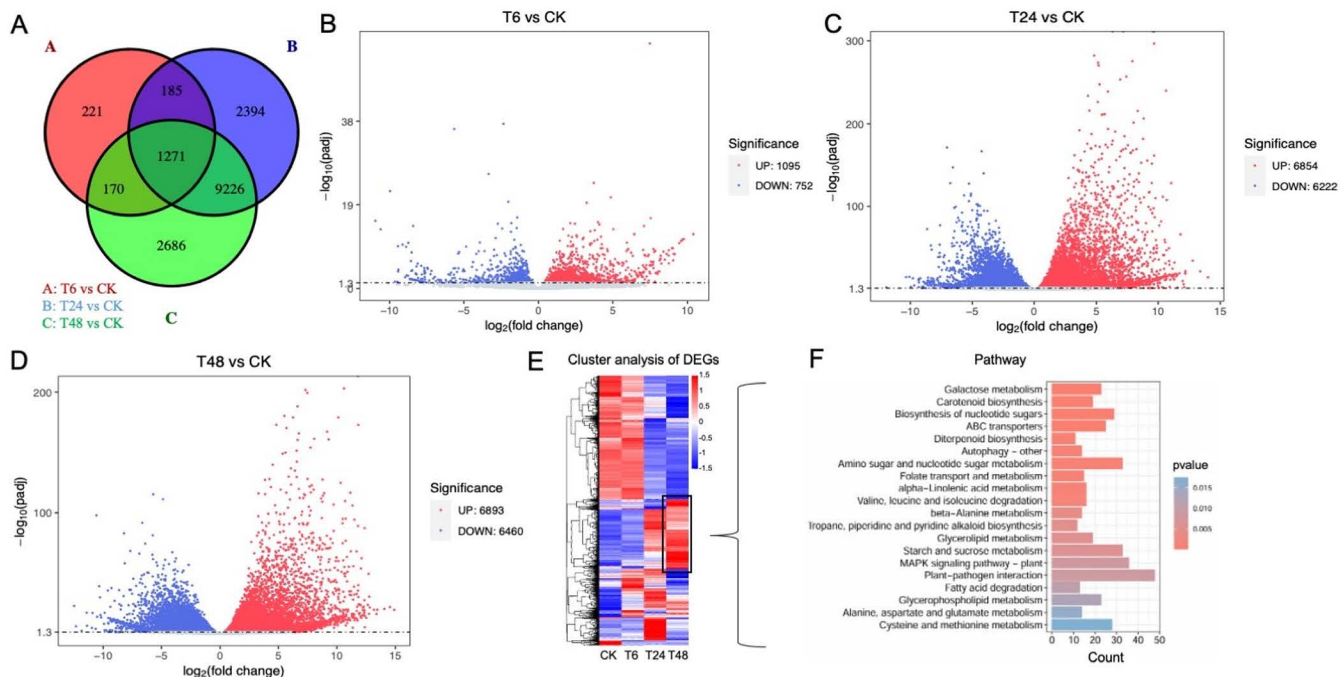 A
A
B
221
185
2394
1271
170
9226
2686
A: T6 vs CK
B: T24 vs CK
C: T48 vs CK
C
B
T6 vs CK
−log10(padj)
38
19
1.3
0
−10
−5
0
5
10
log2(fold change)
Significance
UP: 1095
DOWN: 752
C
T24 vs CK
−log10(padj)
300
200
100
1.3
−10
−5
0
5
10
15
log2(fold change)
Significance
UP: 6854
DOWN: 6222
D
T48 vs CK
−log10(padj)
200
100
1.3
−10
−5
0
5
10
15
log2(fold change)
Significance
UP: 6893
DOWN: 6460
E
Cluster analysis of DEGs
1.5
1
0.5
0
-0.5
-1
-1.5
CK T6 T24 T48
F
Pathway
Galactose metabolism
Carotenoid biosynthesis
Biosynthesis of nucleotide sugars
ABC transporters
Diterpenoid biosynthesis
Autophagy − other
Amino sugar and nucleotide sugar metabolism
Folate transport and metabolism
alpha−Linolenic acid metabolism
Valine, leucine and isoleucine degradation
beta−Alanine metabolism
Tropane, piperidine and pyridine alkaloid biosynthesis
Glycerolipid metabolism
Starch and sucrose metabolism
MAPK signaling pathway − plant
Plant−pathogen interaction
Fatty acid degradation
Glycerophospholipid metabolism
Alanine, aspartate and glutamate metabolism
Cysteine and methionine metabolism
0 10 20 30 40 50
Count
pvalue
0.015
0.010
0.005